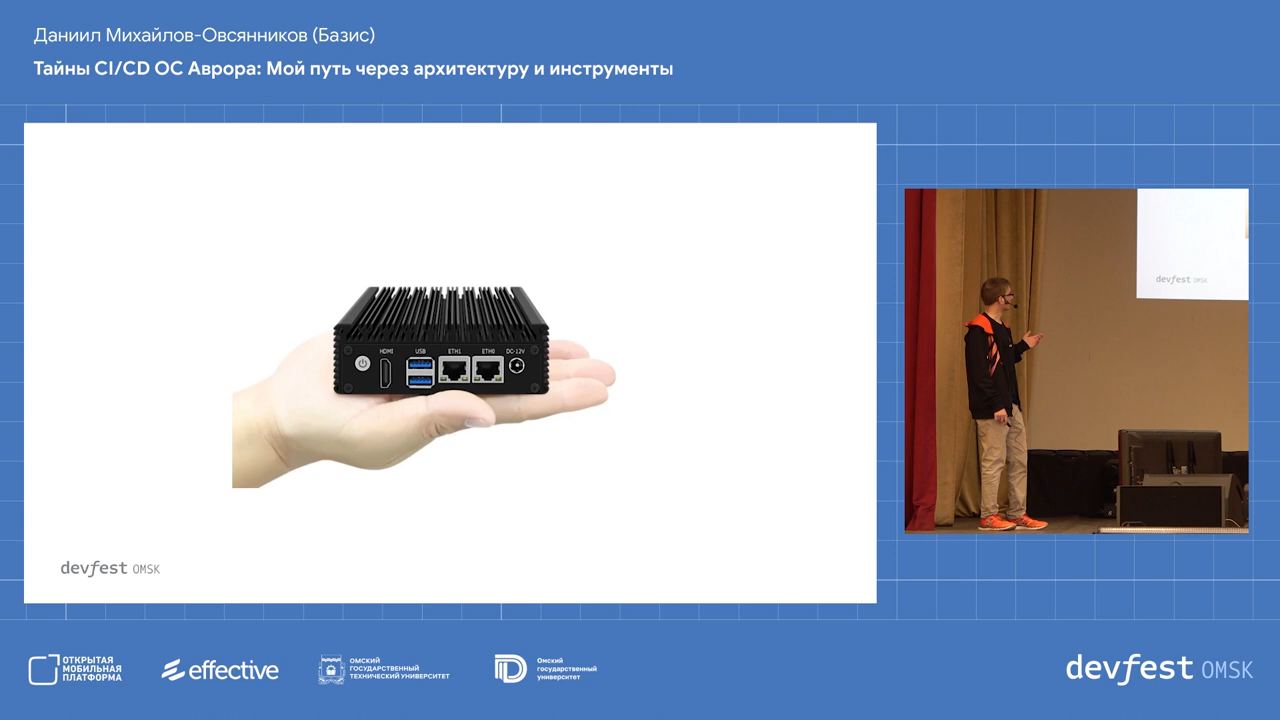 Даниил Михайлов-Овсянников (Базис)
Тайны CI/CD ОС Аврора: Мой путь через архитектуру и инструменты
HDMI USB ETH1 ETH0 DC-12V
devfest OMSK
devfest OMSK
ОТКРЫТАЯ
МОБИЛЬНАЯ
ПЛАТФОРМА
effective
ОМСКИЙ
ГОСУДАРСТВЕННЫЙ
ТЕХНИЧЕСКИЙ УНИВЕРСИТЕТ
Омский
государственный
университет
devfest OMSK